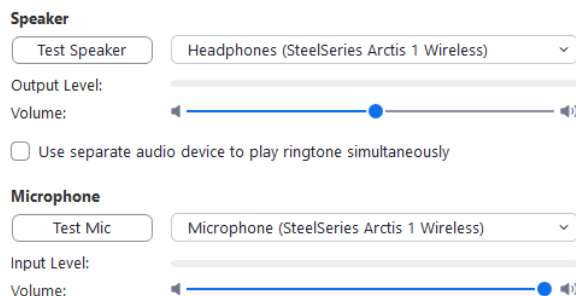 Speaker
Test Speaker Headphones (SteelSeries Arctis 1 Wireless)
Output Level:
Volume:
Use separate audio device to play ringtone simultaneously
Microphone
Test Mic Microphone (SteelSeries Arctis 1 Wireless)
Input Level:
Volume: